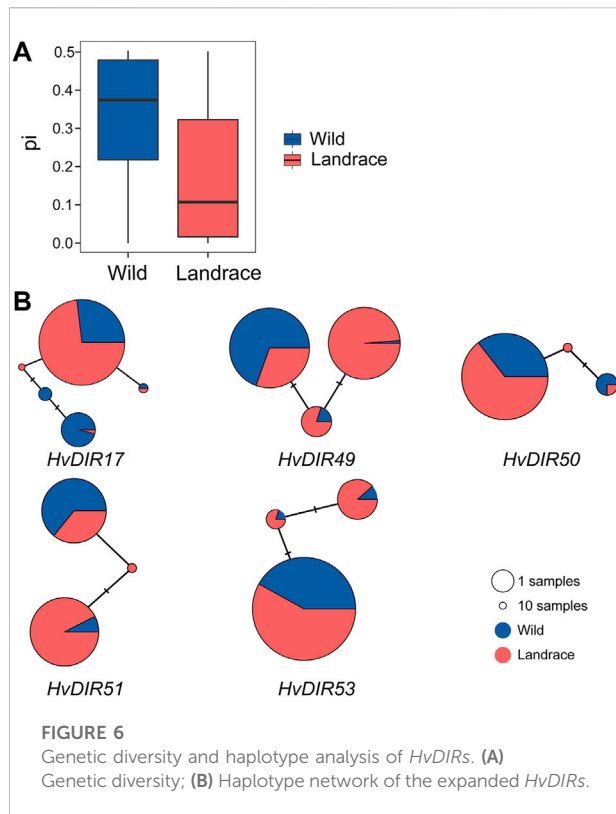 A
0.5
0.4
0.3
0.2
0.1
0.0
pi
Wild
Landrace
Wild Landrace
B
HvDIR17 HvDIR49 HvDIR50
HvDIR51 HvDIR53
1 samples
10 samples
Wild
Landrace
FIGURE 6
Genetic diversity and haplotype analysis of HvDIRs. (A)
Genetic diversity; (B) Haplotype network of the expanded HvDIRs.